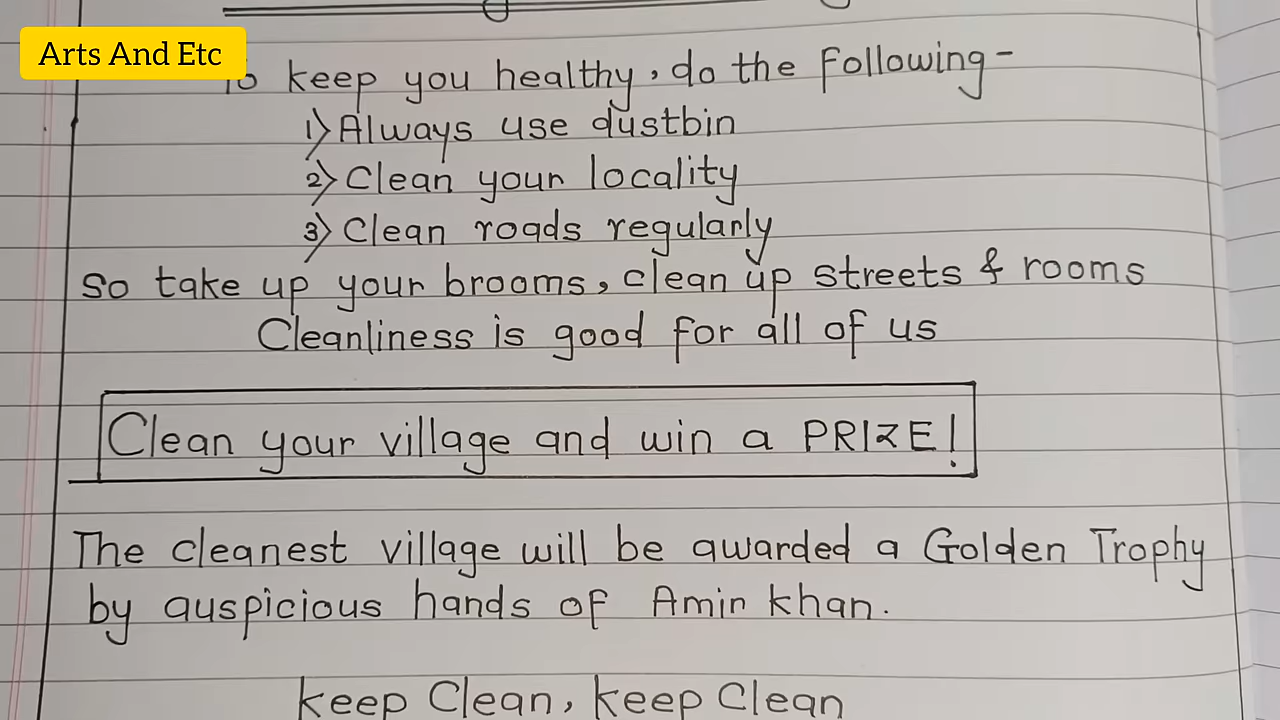 Arts And Etc
To keep you healthy, do the following-
1) Always use dustbin
2) Clean your locality
3) Clean roads regularly
So take up your brooms, clean up streets & rooms
Cleanliness is good for all of us
Clean your village and win a PRIZE!
The cleanest village will be awarded a Golden Trophy
by auspicious hands of Amin khan.
keep Clean, keep Clean